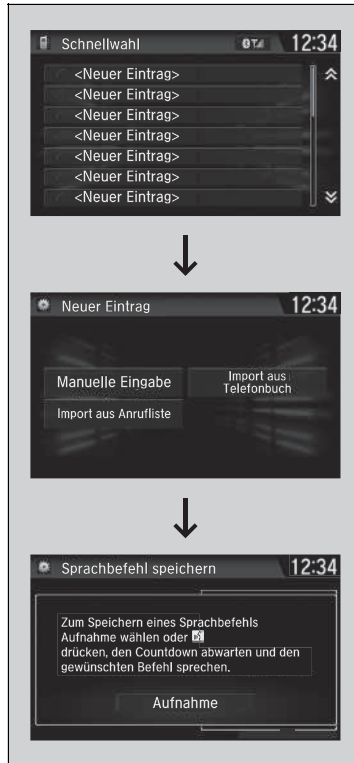 Schnellwahl 12:34
<Neuer Eintrag>
<Neuer Eintrag>
<Neuer Eintrag>
<Neuer Eintrag>
<Neuer Eintrag>
<Neuer Eintrag>
<Neuer Eintrag>
Neuer Eintrag 12:34
Manuelle Eingabe
Import aus
Telefonbuch
Import aus Anrufliste
Sprachbefehl speichern 12:34
Zum Speichern eines Sprachbefehls
Aufnahme wählen oder
drücken, den Countdown abwarten und den
gewünschten Befehl sprechen.
Aufnahme